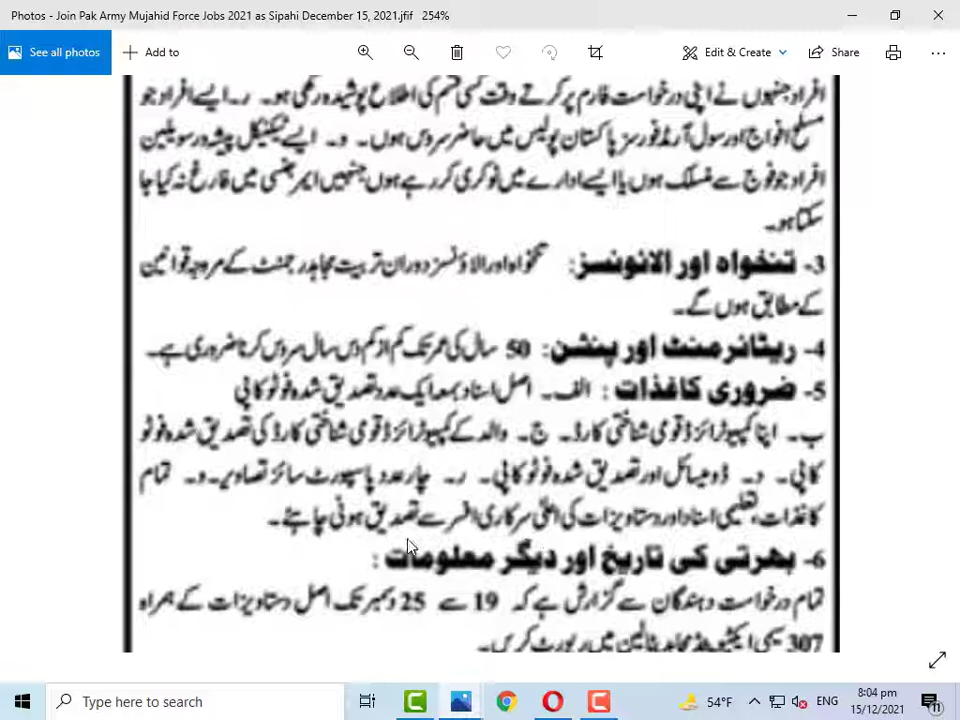 Photos - Join Pak Army Mujahid Force Jobs 2021 as Sipahi December 15, 2021.jfif 254%
See all photos
Add to
Edit & Create
Share
افراد جنہوں نے اپنی درخواست فارم پر کرتے وقت کسی قسم کی اطلاع پوشیدہ رکھی ہو۔ ر۔ ایسے افراد جو
مسلح افواج اور سول آرمڈ فورسز پاکستان پولیس میں حاضر سروس ہوں۔ و۔ ایسے ٹیکنیکل پیشہ ور سویلین
افراد جو فوج سے منسلک ہوں یا ایسے ادارے میں نوکری کر رہے ہوں جنہیں ایمرجنسی میں فارغ نہ کیا جا
سکتا ہو۔
3- تنخواہ اور الاونسز: تنخواہ اور الاؤنسز دوران تربیت مجاہد رجمنٹ کے مروجہ قوانین
کے مطابق ہوں گے۔
4- ریٹائرمنٹ اور پنشن: 50 سال کی عمر تک کم از کم دس سال سروس کرنا ضروری ہے۔
5- ضروری کاغذات: الف۔ اصل اسناد بمعہ ایک عدد تصدیق شدہ فوٹو کاپی
ب۔ اپنا کمپیوٹرائزڈ قومی شناختی کارڈ۔ ج۔ والد کے کمپیوٹرائزڈ قومی شناختی کارڈ کی تصدیق شدہ فوٹو
کاپی۔ د۔ ڈومیسائل اور تصدیق شدہ فوٹو کاپی۔ ر۔ چار عدد پاسپورٹ سائز تصاویر۔ و۔ تمام
کاغذات، تعلیمی اسناد اور دستاویزات کی اعلیٰ سرکاری افسر سے تصدیق ہونی چاہئے۔
6- بھرتی کی تاریخ اور دیگر معلومات:
تمام درخواست دہندگان سے گزارش ہے کہ 19 سے 25 دسمبر تک اصل دستاویزات کے ہمراہ
307 سیمی ایکٹیویٹڈ مجاہد بٹالین میں رپورٹ کریں۔
Type here to search
54°F
ENG
8:04 pm
15/12/2021
11